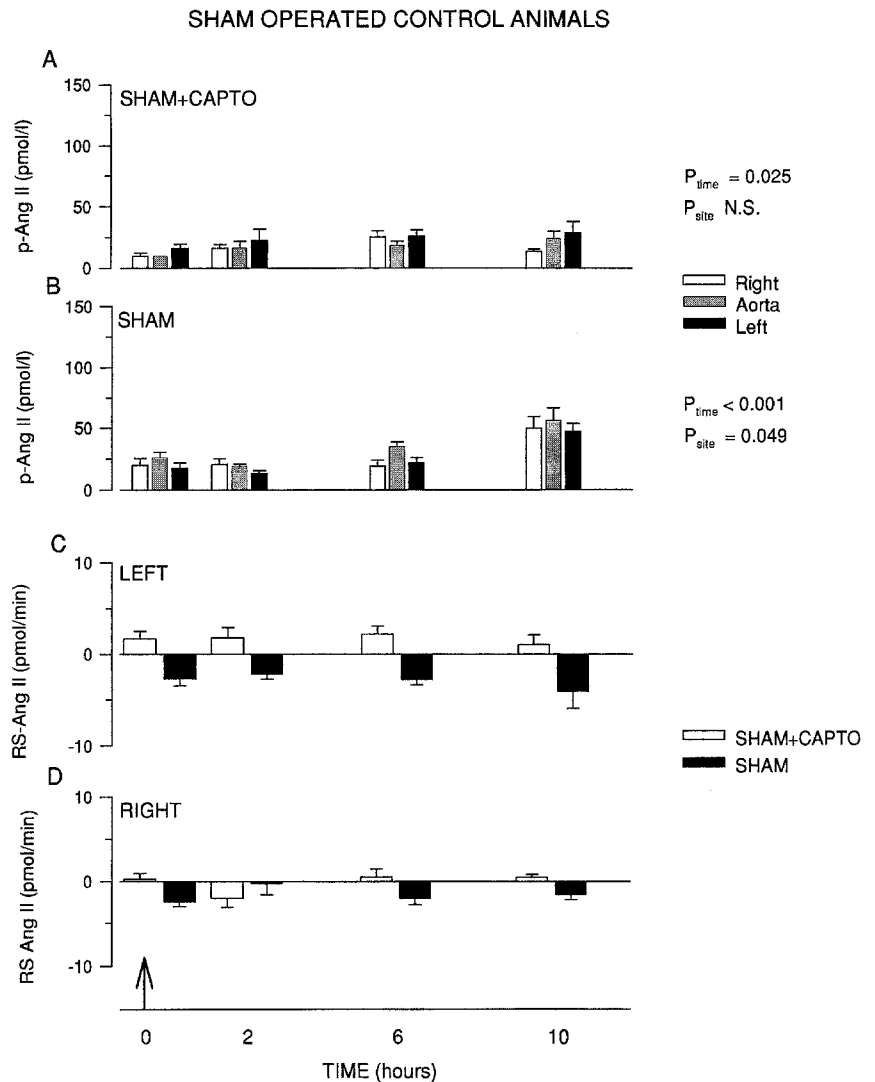 SHAM OPERATED CONTROL ANIMALS
A
SHAM+CAPTO
p-Ang II (pmol/l)
150
100
50
0
P_time = 0.025
P_site N.S.
Right
Aorta
Left
B
SHAM
p-Ang II (pmol/l)
150
100
50
0
P_time < 0.001
P_site = 0.049
C
LEFT
RS-Ang II (pmol/min)
10
0
-10
SHAM+CAPTO
SHAM
D
RIGHT
RS Ang II (pmol/min)
10
0
-10
0 2 6 10
TIME (hours)